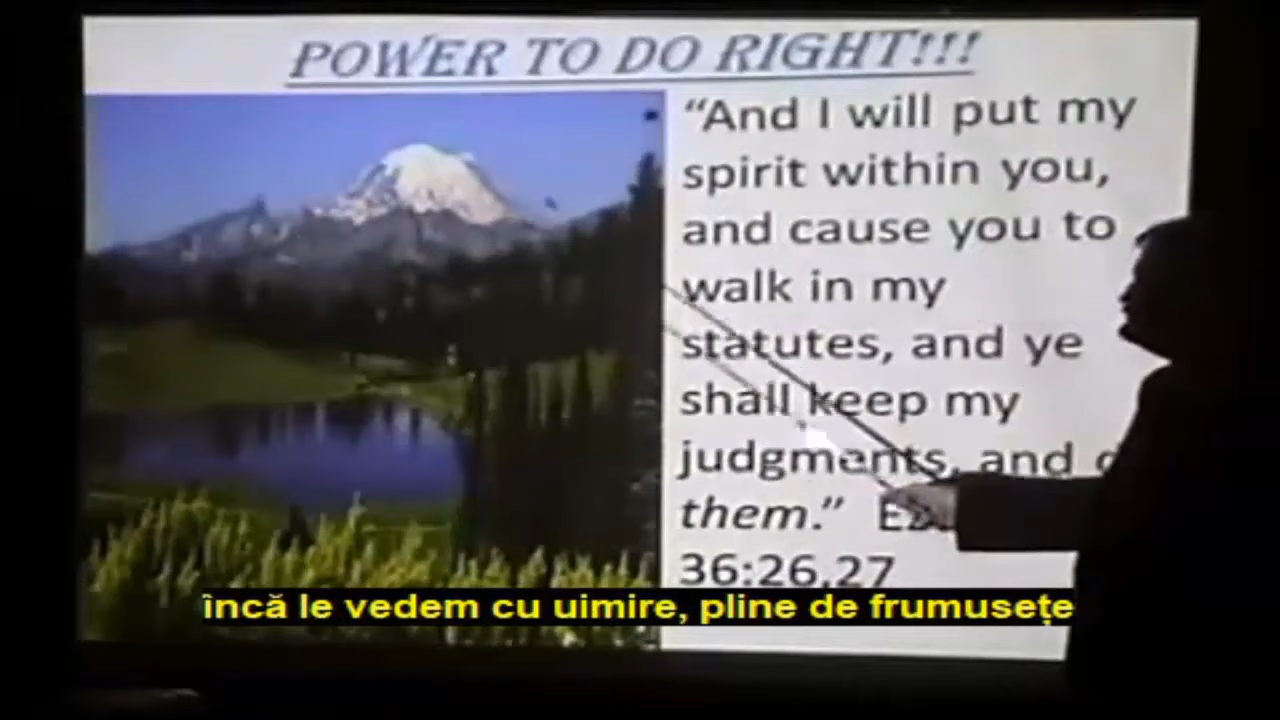 POWER TO DO RIGHT!!!
“And I will put my
spirit within you,
and cause you to
walk in my
statutes, and ye
shall keep my
judgments, and
them.”
36:26,27
încă le vedem cu uimire, pline de frumusețe